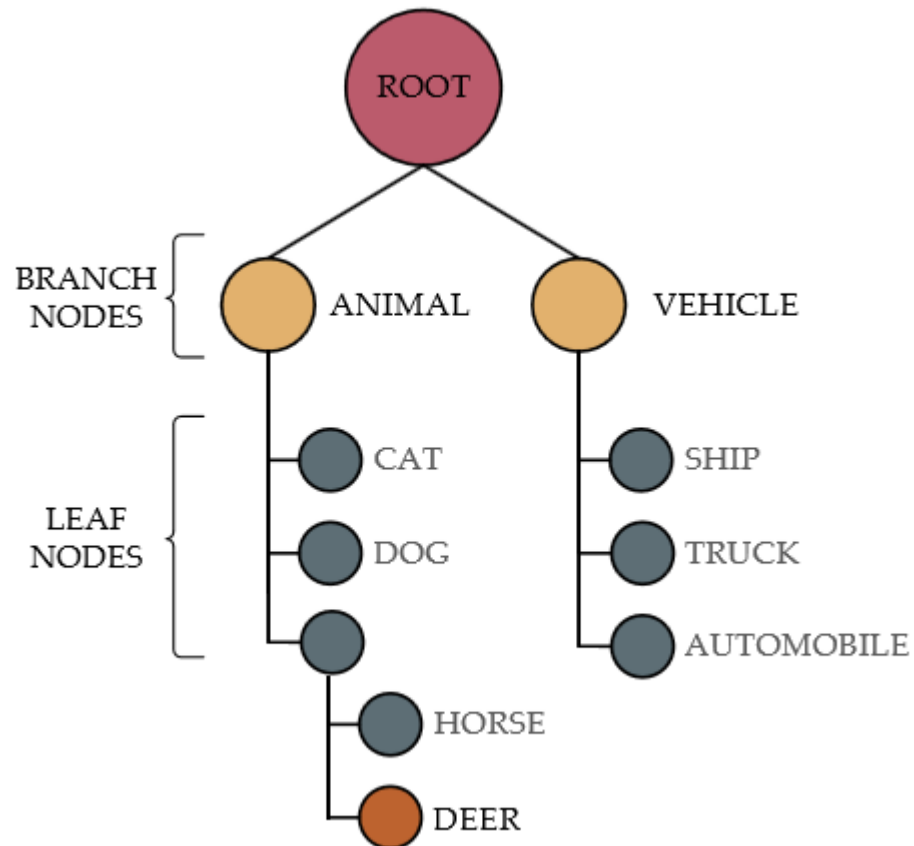 ROOT
BRANCH
NODES
ANIMAL
VEHICLE
LEAF
NODES
CAT
SHIP
DOG
TRUCK
AUTOMOBILE
HORSE
DEER